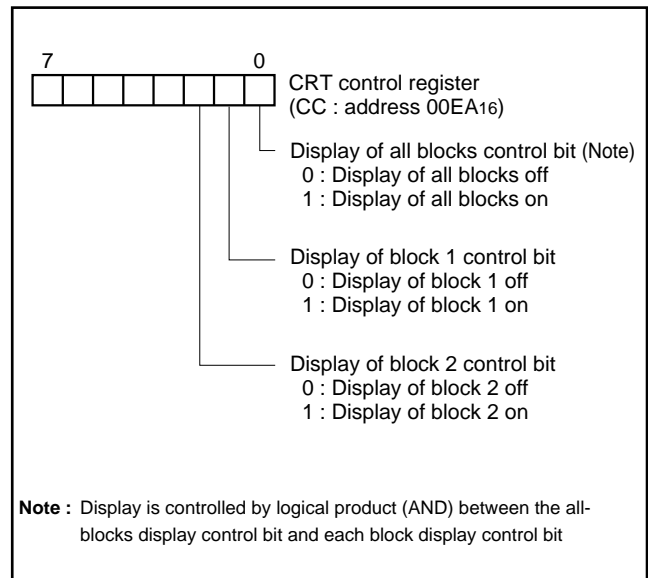 7 0
CRT control register
(CC : address 00EA16)
Display of all blocks control bit (Note)
0 : Display of all blocks off
1 : Display of all blocks on
Display of block 1 control bit
0 : Display of block 1 off
1 : Display of block 1 on
Display of block 2 control bit
0 : Display of block 2 off
1 : Display of block 2 on
Note : Display is controlled by logical product (AND) between the all-
blocks display control bit and each block display control bit